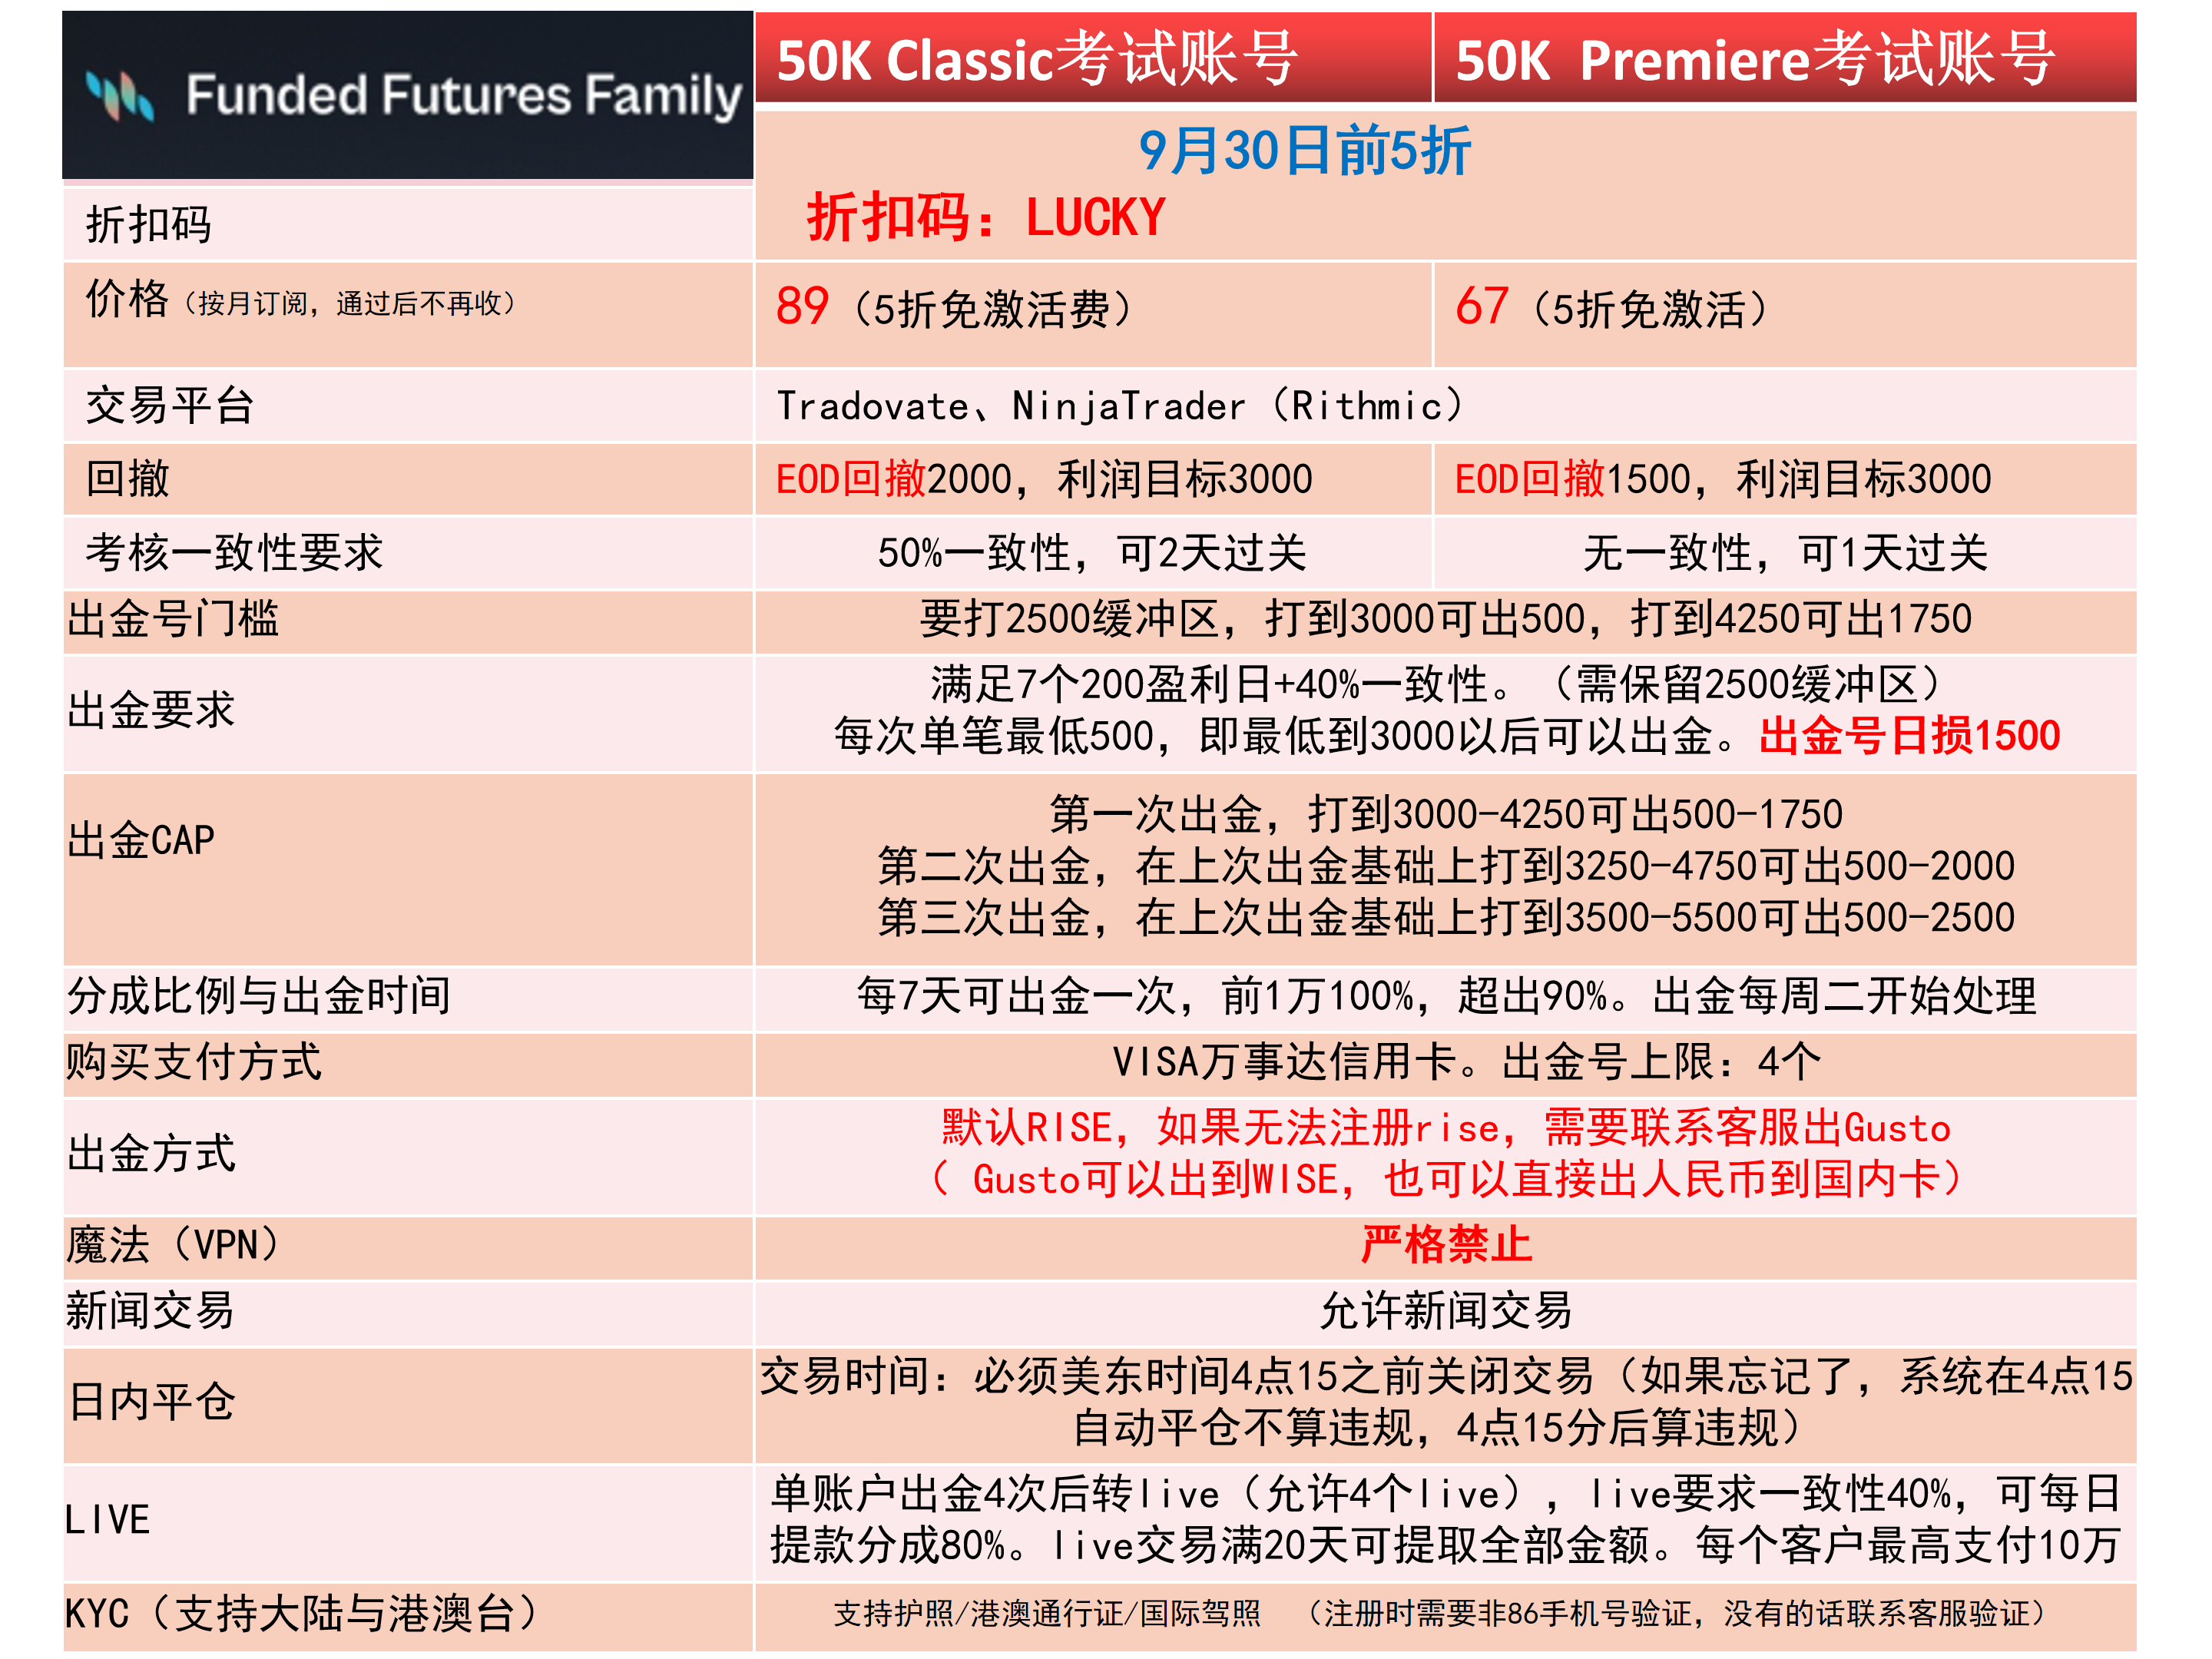 Funded Futures Family
50K Classic考试账号
50K Premiere考试账号
9月30日前5折
折扣码：LUCKY
折扣码
价格（按月订阅，通过后不再收）
89（5折免激活费）
67（5折免激活）
交易平台
Tradovate、NinjaTrader（Rithmic）
回撤
EOD回撤2000，利润目标3000
EOD回撤1500，利润目标3000
考核一致性要求
50%一致性，可2天过关
无一致性，可1天过关
出金号门槛
要打2500缓冲区，打到3000可出500，打到4250可出1750
出金要求
满足7个200盈利日+40%一致性。（需保留2500缓冲区）
每次单笔最低500，即最低到3000以后可以出金。出金号日损1500
出金CAP
第一次出金，打到3000-4250可出500-1750
第二次出金，在上次出金基础上打到3250-4750可出500-2000
第三次出金，在上次出金基础上打到3500-5500可出500-2500
分成比例与出金时间
每7天可出金一次，前1万100%，超出90%。出金每周二开始处理
购买支付方式
VISA万事达信用卡。出金号上限：4个
出金方式
默认RISE，如果无法注册rise，需要联系客服出Gusto
（ Gusto可以出到WISE，也可以直接出人民币到国内卡）
魔法（VPN）
严格禁止
新闻交易
允许新闻交易
日内平仓
交易时间：必须美东时间4点15之前关闭交易（如果忘记了，系统在4点15
自动平仓不算违规，4点15分后算违规）
LIVE
单账户出金4次后转live（允许4个live），live要求一致性40%，可每日
提款分成80%。live交易满20天可提取全部金额。每个客户最高支付10万
KYC（支持大陆与港澳台）
支持护照/港澳通行证/国际驾照 （注册时需要非86手机号验证，没有的话联系客服验证）